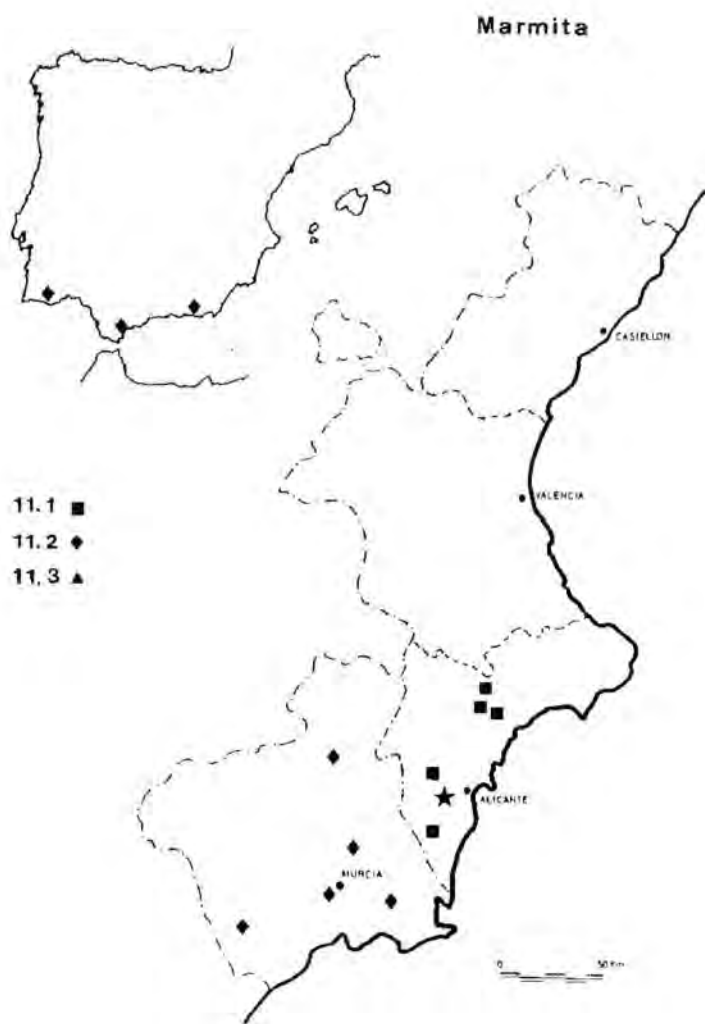 Marmita
CASTELLON
VALENCIA
11.1
11.2
11.3
ALICANTE
MURCIA
0 50 Km